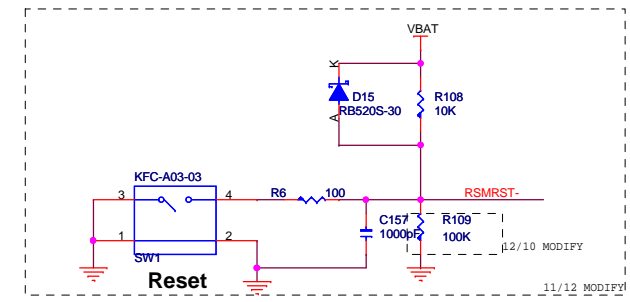 VBAT
K
D15
RB520S-30
A
R108
10K
KFC-A03-03
3
4
R6
100
RSMRST-
1
2
C157
1000pF
R109
100K
12/10 MODIFY
SW1
Reset
11/12 MODIFY